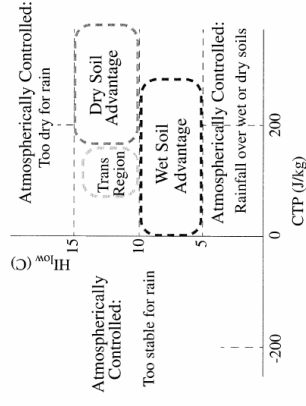 Atmospherically Controlled:
Too dry for rain
HI_low (C)
15
Dry Soil
Advantage
Trans
Region
Atmospherically
Controlled:
Too stable for rain
10
Wet Soil
Advantage
5
Atmospherically Controlled:
Rainfall over wet or dry soils
-200
0
200
CTP (J/kg)